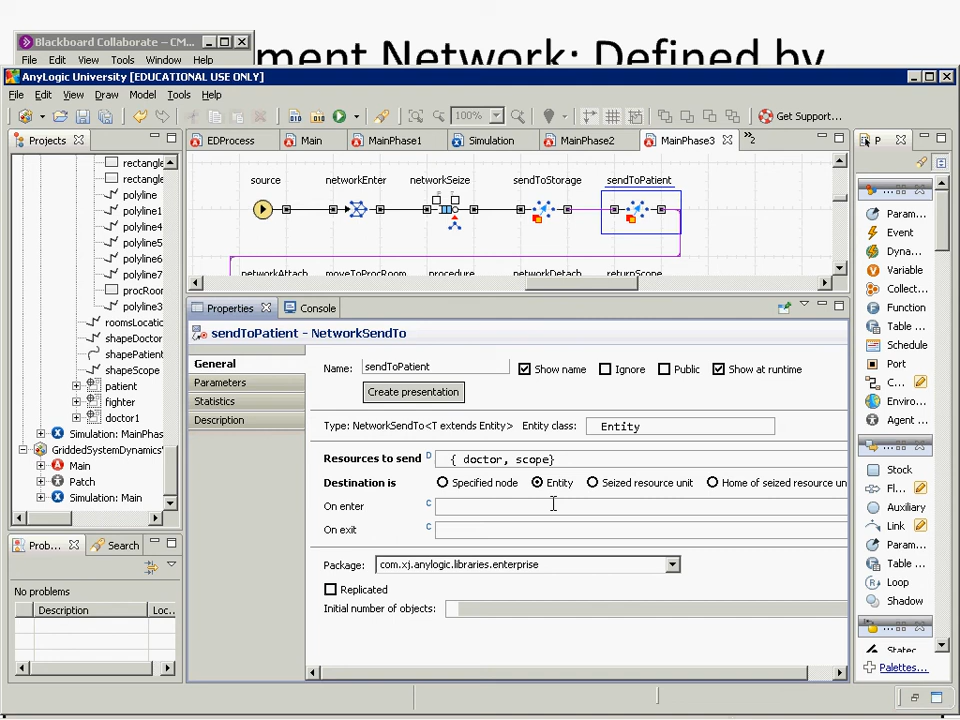 ment Network: Defined by
Blackboard Collaborate – CM...
File Edit View Tools Window Help
AnyLogic University [EDUCATIONAL USE ONLY]
File Edit View Draw Model Tools Help
100% Get Support...
Projects
EDProcess Main MainPhase1 Simulation MainPhase2 MainPhase3 »2
P
rectangle
rectangle
polyline
polyline1
polyline4
polyline5
polyline6
polyline7
procRoom
polyline3
roomsLocatio
shapeDoctor
shapePatient
shapeScope
patient
fighter
doctor1
Simulation: MainPhas
GriddedSystemDynamics*
Main
Patch
Simulation: Main
source networkEnter networkSeize sendToStorage sendToPatient
networkAttach moveToProcRoom procedure networkDetach returnScope
Properties Console
sendToPatient - NetworkSendTo
General
Parameters
Statistics
Description
Name: sendToPatient Show name Ignore Public Show at runtime
Create presentation
Type: NetworkSendTo<T extends Entity> Entity class: Entity
Resources to send D { doctor, scope}
Destination is Specified node Entity Seized resource unit Home of seized resource un
On enter C
On exit C
Package: com.xj.anylogic.libraries.enterprise
Replicated
Initial number of objects:
Prob... Search
No problems
Description Loc...
Param...
Event
Dyna...
Variable
Collect...
Function
Table ...
Schedule
Port
C...
Enviro...
Agent ...
...
Stock
Fl...
Auxiliary
Link
Param...
Table ...
Loop
Shadow
...
Palettes...